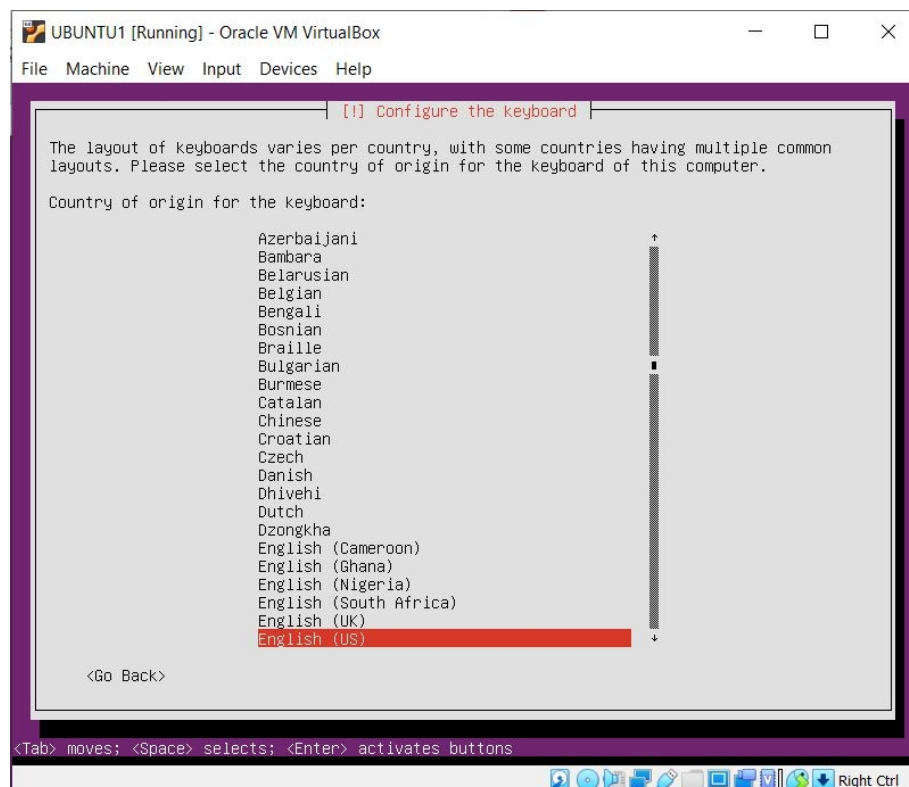 UBUNTU1 [Running] - Oracle VM VirtualBox
File Machine View Input Devices Help
[!] Configure the keyboard
The layout of keyboards varies per country, with some countries having multiple common
layouts. Please select the country of origin for the keyboard of this computer.
Country of origin for the keyboard:
Azerbaijani
Bambara
Belarusian
Belgian
Bengali
Bosnian
Braille
Bulgarian
Burmese
Catalan
Chinese
Croatian
Czech
Danish
Dhivehi
Dutch
Dzongkha
English (Cameroon)
English (Ghana)
English (Nigeria)
English (South Africa)
English (UK)
English (US)
<Go Back>
<Tab> moves; <Space> selects; <Enter> activates buttons
Right Ctrl